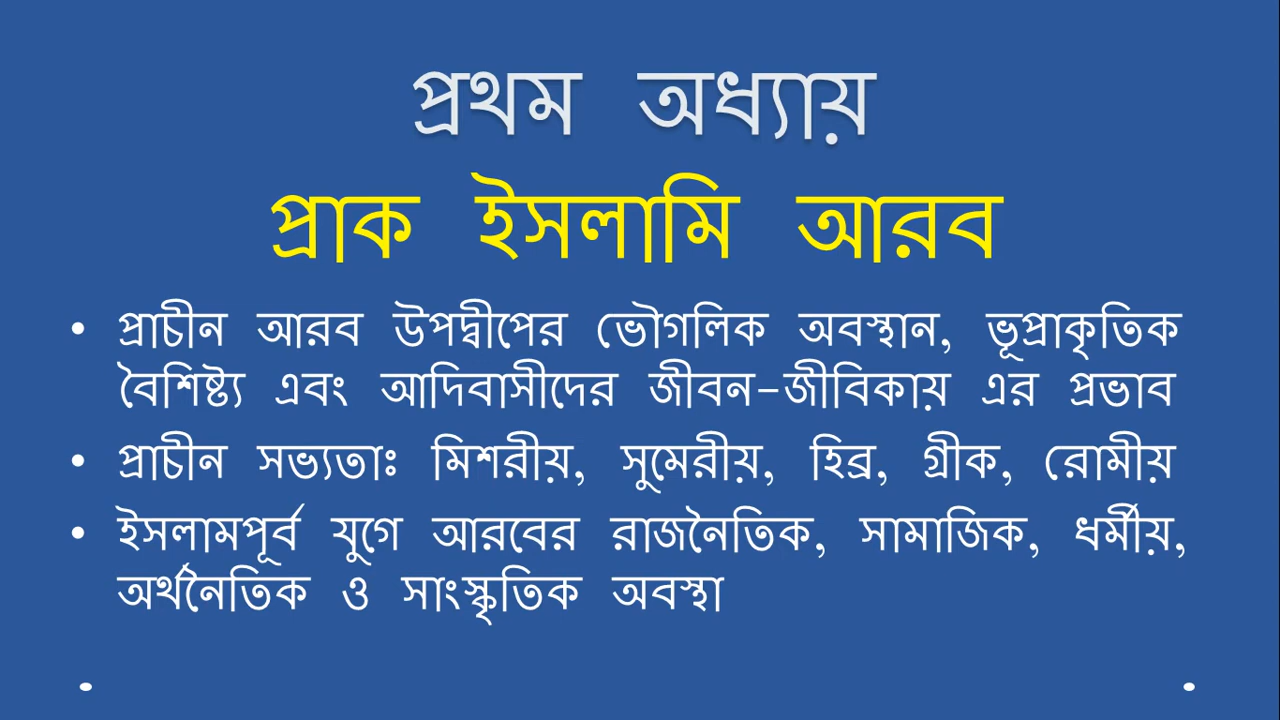 প্রথম অধ্যায়
প্রাক ইসলামি আরব
• প্রাচীন আরব উপদ্বীপের ভৌগলিক অবস্থান, ভূপ্রাকৃতিক
বৈশিষ্ট্য এবং আদিবাসীদের জীবন-জীবিকায় এর প্রভাব
• প্রাচীন সভ্যতাঃ মিশরীয়, সুমেরীয়, হিব্রু, গ্রীক, রোমীয়
• ইসলামপূর্ব যুগে আরবের রাজনৈতিক, সামাজিক, ধর্মীয়,
অর্থনৈতিক ও সাংস্কৃতিক অবস্থা